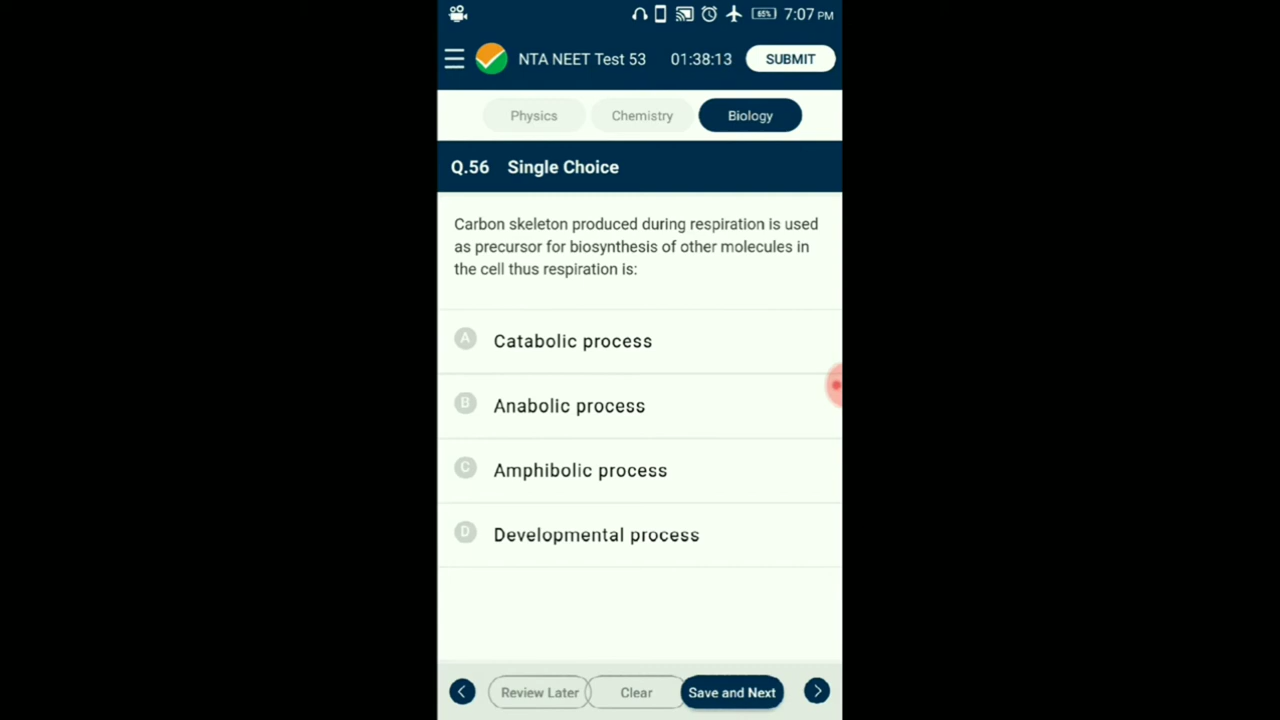 65% 7:07 PM
NTA NEET Test 53 01:38:13 SUBMIT
Physics Chemistry Biology
Q.56 Single Choice
Carbon skeleton produced during respiration is used
as precursor for biosynthesis of other molecules in
the cell thus respiration is:
A Catabolic process
B Anabolic process
C Amphibolic process
D Developmental process
Review Later Clear Save and Next